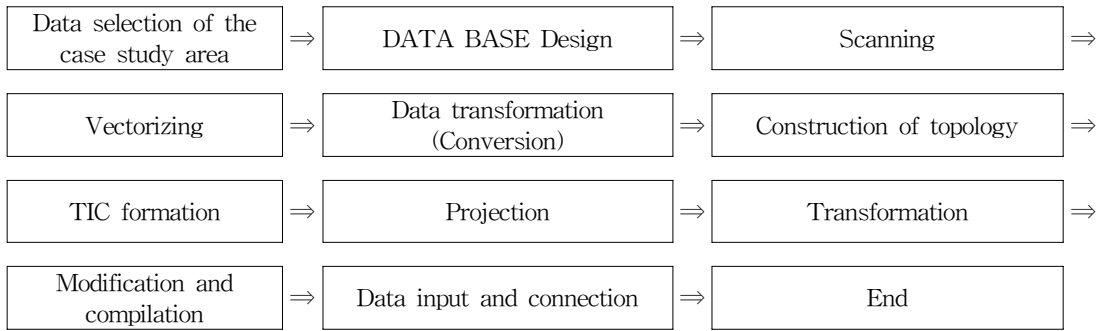 Data selection of the
case study area
⇒
DATA BASE Design
⇒
Scanning
⇒
Vectorizing
⇒
Data transformation
(Conversion)
⇒
Construction of topology
⇒
TIC formation
⇒
Projection
⇒
Transformation
⇒
Modification and
compilation
⇒
Data input and connection
⇒
End